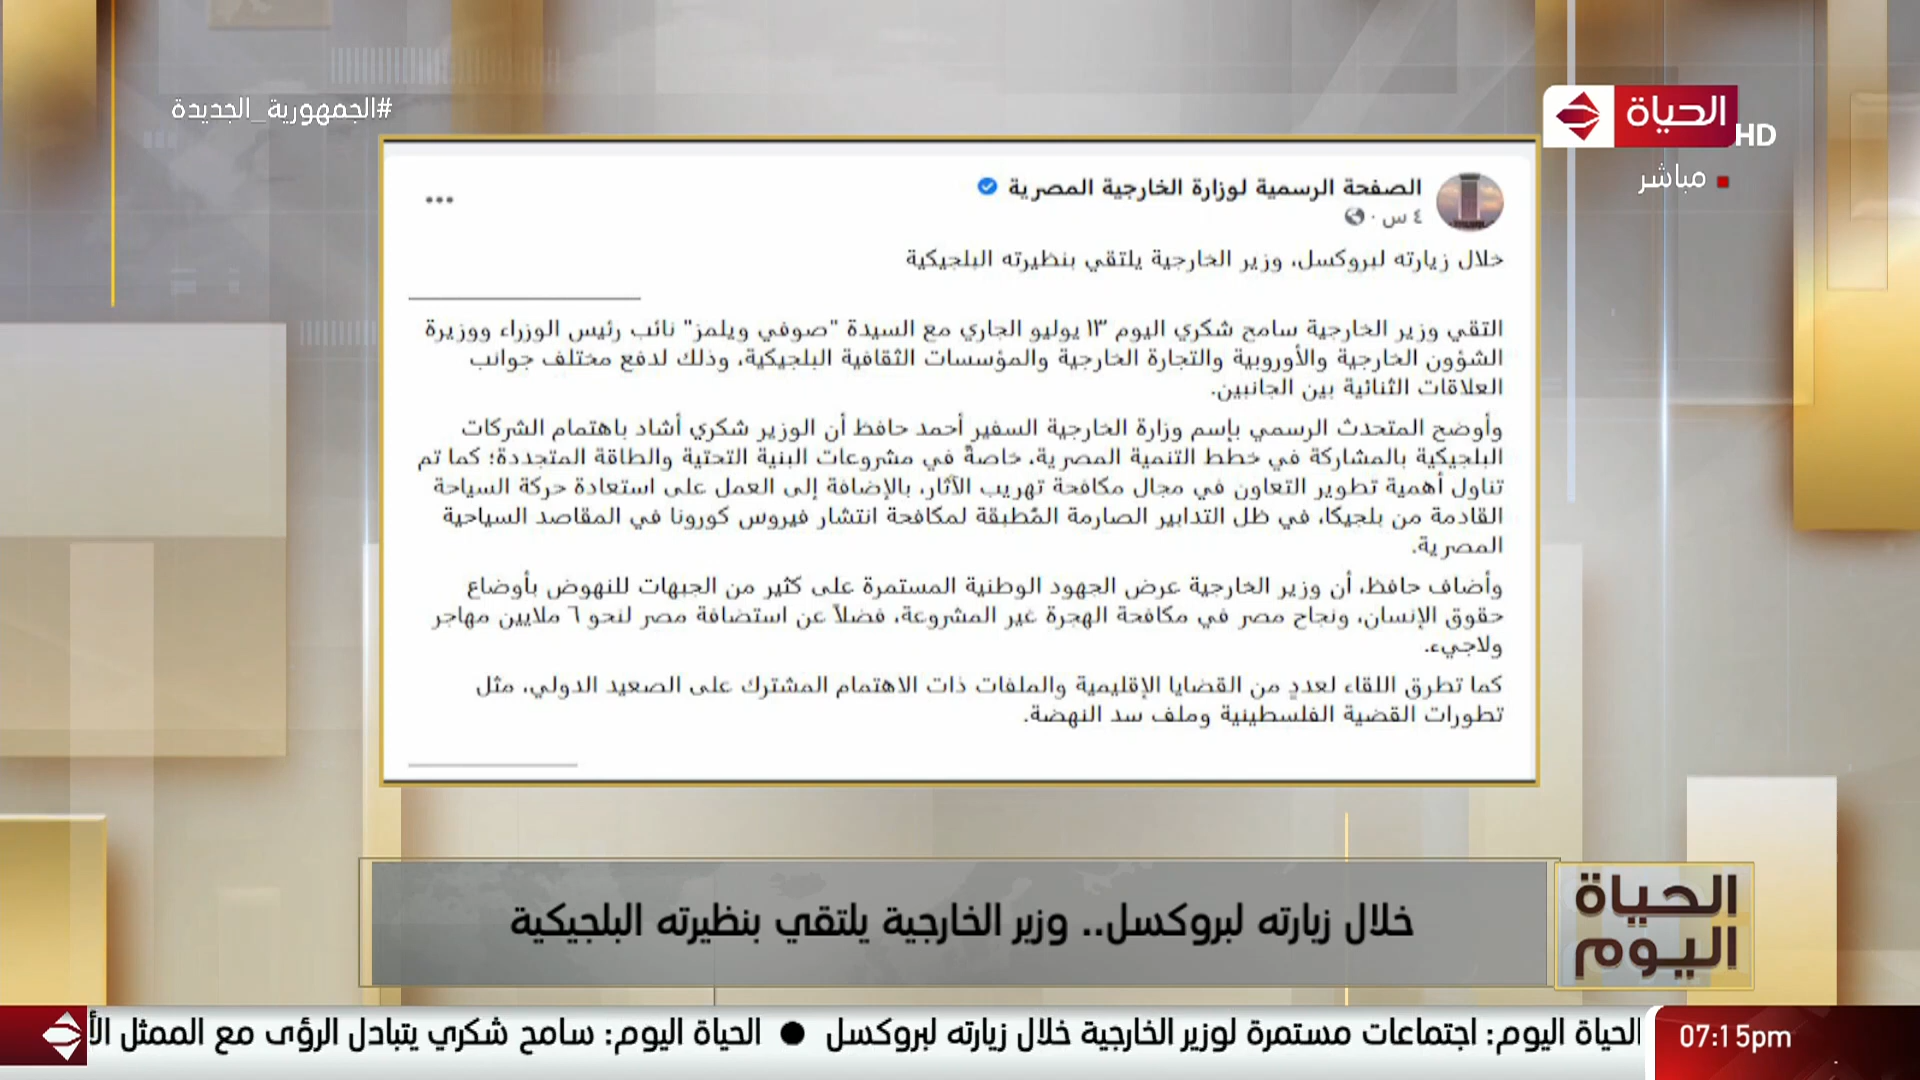 #الجمهورية_الجديدة
الحياة
HD
مباشر
الصفحة الرسمية لوزارة الخارجية المصرية
٤ س ·
خلال زيارته لبروكسل، وزير الخارجية يلتقي بنظيرته البلجيكية
التقي وزير الخارجية سامح شكري اليوم ١٣ يوليو الجاري مع السيدة "صوفي ويلمز" نائب رئيس الوزراء ووزيرة
الشؤون الخارجية والأوروبية والتجارة الخارجية والمؤسسات الثقافية البلجيكية، وذلك لدفع مختلف جوانب
العلاقات الثنائية بين الجانبين.
وأوضح المتحدث الرسمي بإسم وزارة الخارجية السفير أحمد حافظ أن الوزير شكري أشاد باهتمام الشركات
البلجيكية بالمشاركة في خطط التنمية المصرية، خاصةً في مشروعات البنية التحتية والطاقة المتجددة؛ كما تم
تناول أهمية تطوير التعاون في مجال مكافحة تهريب الآثار، بالإضافة إلى العمل على استعادة حركة السياحة
القادمة من بلجيكا، في ظل التدابير الصارمة المُطبقة لمكافحة انتشار فيروس كورونا في المقاصد السياحية
المصرية.
وأضاف حافظ، أن وزير الخارجية عرض الجهود الوطنية المستمرة على كثير من الجبهات للنهوض بأوضاع
حقوق الإنسان، ونجاح مصر في مكافحة الهجرة غير المشروعة، فضلاً عن استضافة مصر لنحو ٦ ملايين مهاجر
ولاجيء.
كما تطرق اللقاء لعددٍ من القضايا الإقليمية والملفات ذات الاهتمام المشترك على الصعيد الدولي، مثل
تطورات القضية الفلسطينية وملف سد النهضة.
خلال زيارته لبروكسل.. وزير الخارجية يلتقي بنظيرته البلجيكية
الحياة
اليوم
الحياة اليوم: اجتماعات مستمرة لوزير الخارجية خلال زيارته لبروكسل ● الحياة اليوم: سامح شكري يتبادل الرؤى مع الممثل الأ
07:15pm